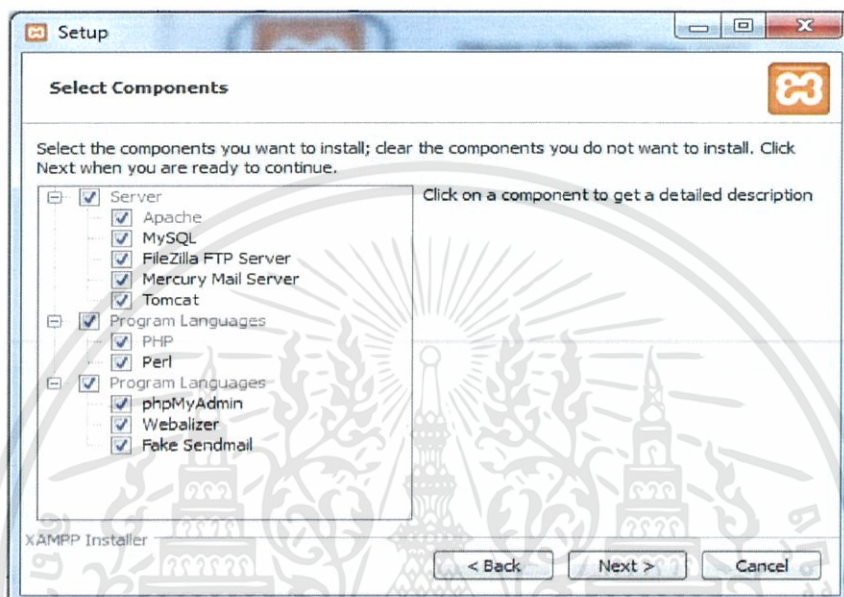 Setup
Select Components
Select the components you want to install; clear the components you do not want to install. Click
Next when you are ready to continue.
Server
Apache
MySQL
FileZilla FTP Server
Mercury Mail Server
Tomcat
Program Languages
PHP
Perl
Program Languages
phpMyAdmin
Webalizer
Fake Sendmail
Click on a component to get a detailed description
XAMPP Installer
< Back
Next >
Cancel